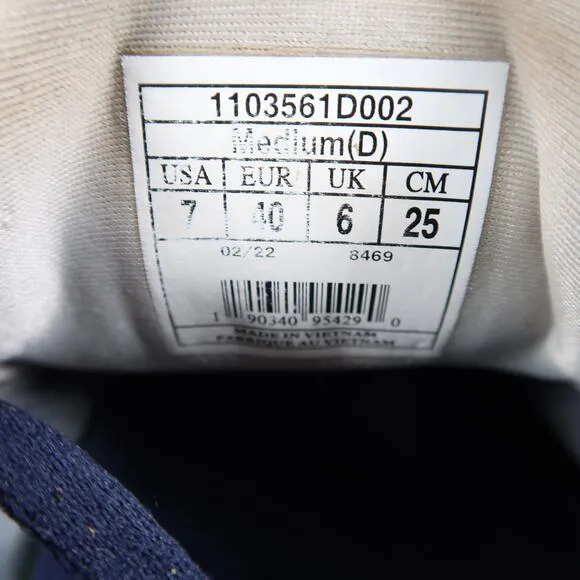 1103561D002
Medium(D)
USA EUR UK CM
7 40 6 25
02/22 8469
1 90340 95429 0
MADE IN VIETNAM
FABRIQUE AU VIETNAM